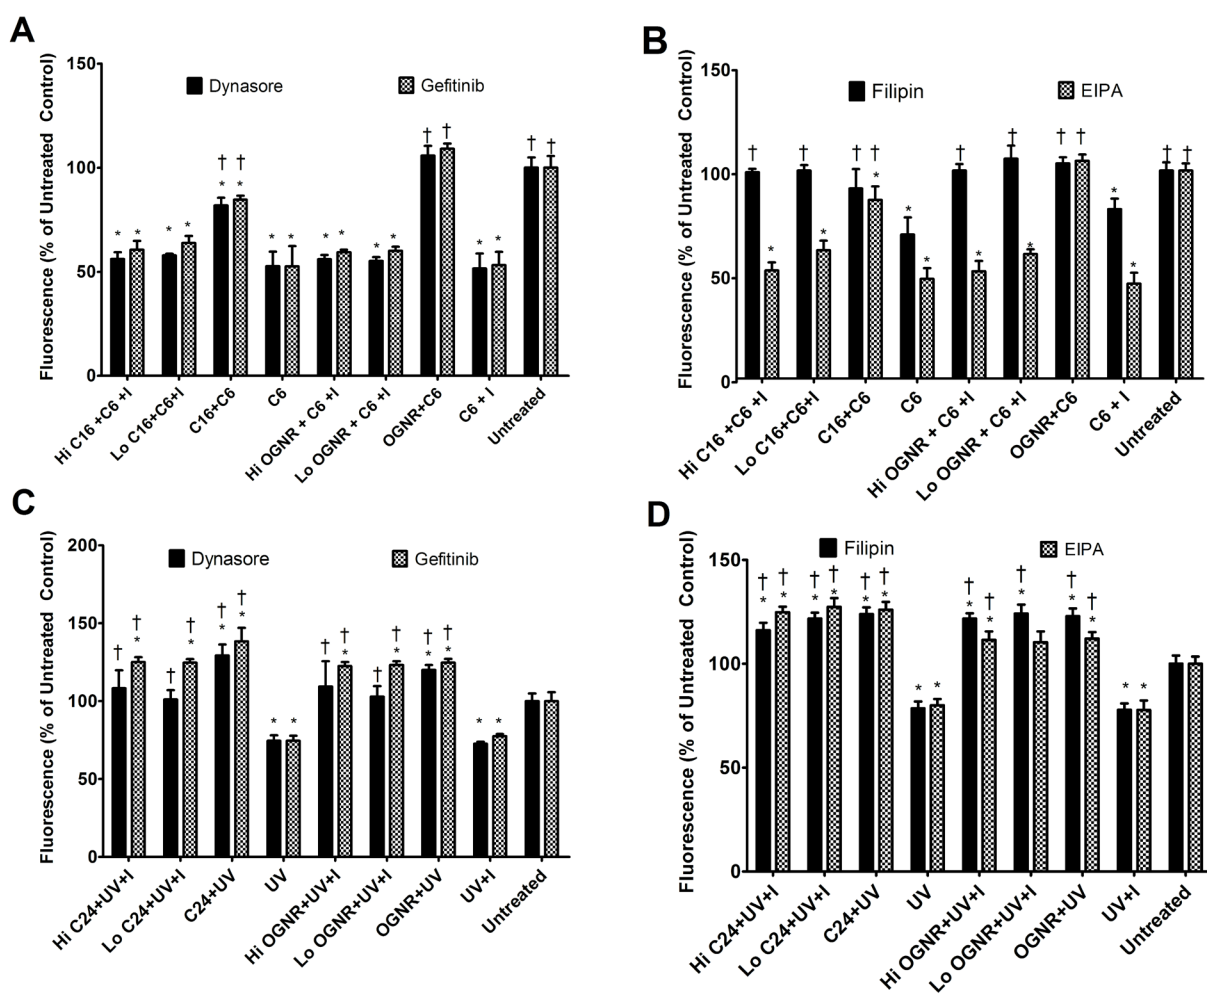 A
Fluorescence (% of Untreated Control)
150
100
50
0
Dynasore
Gefitinib
* * * * † † * * * * * * * * * * † † † †
Hi C16 +C6 +I
Lo C16+C6+I
C16+C6
C6
Hi OGNR + C6 +I
Lo OGNR + C6 +I
OGNR+C6
C6 + I
Untreated
B
Fluorescence (% of Untreated Control)
150
100
50
0
Filipin
EIPA
† * † * † † * * * † * † * † † * * † †
Hi C16 +C6 +I
Lo C16+C6+I
C16+C6
C6
Hi OGNR + C6 +I
Lo OGNR + C6 +I
OGNR+C6
C6 + I
Untreated
C
Fluorescence (% of Untreated Control)
200
150
100
50
0
Dynasore
Gefitinib
† † * † † * † * † * * * † † * † † * † * † * * *
Hi C24+UV+I
Lo C24+UV+I
C24+UV
UV
Hi OGNR+UV+I
Lo OGNR+UV+I
OGNR+UV
UV+I
Untreated
D
Fluorescence (% of Untreated Control)
150
100
50
0
Filipin
EIPA
† * † * † * † * † * † * * * † * † * † * † * † * * *
Hi C24+UV+I
Lo C24+UV+I
C24+UV
UV
Hi OGNR+UV+I
Lo OGNR+UV+I
OGNR+UV
UV+I
Untreated